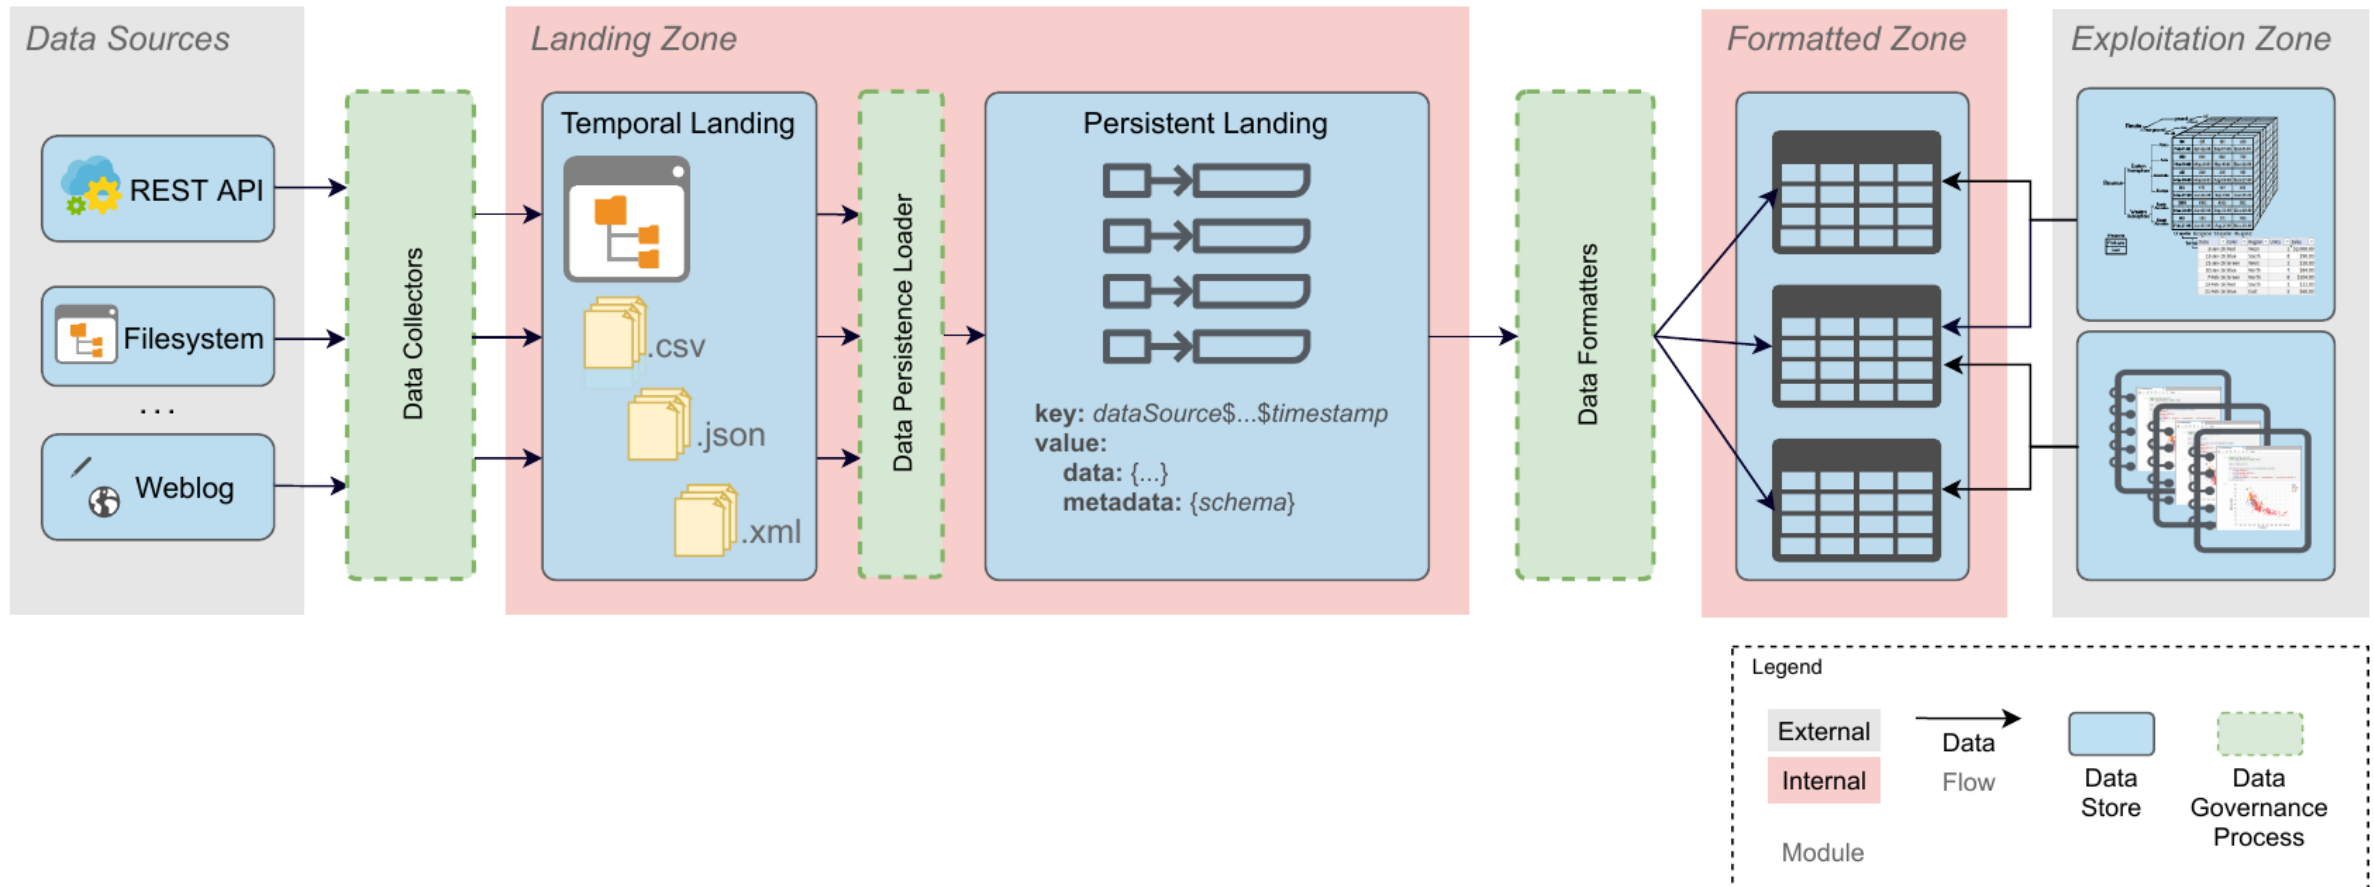 Data Sources
Landing Zone
Formatted Zone
Exploitation Zone
REST API
Filesystem
...
Weblog
Data Collectors
Temporal Landing
.csv
.json
.xml
Data Persistence Loader
Persistent Landing
key: dataSource$...$timestamp
value:
data: {...}
metadata: {schema}
Data Formatters
Legend
External
Internal
Module
Data
Flow
Data
Store
Data
Governance
Process